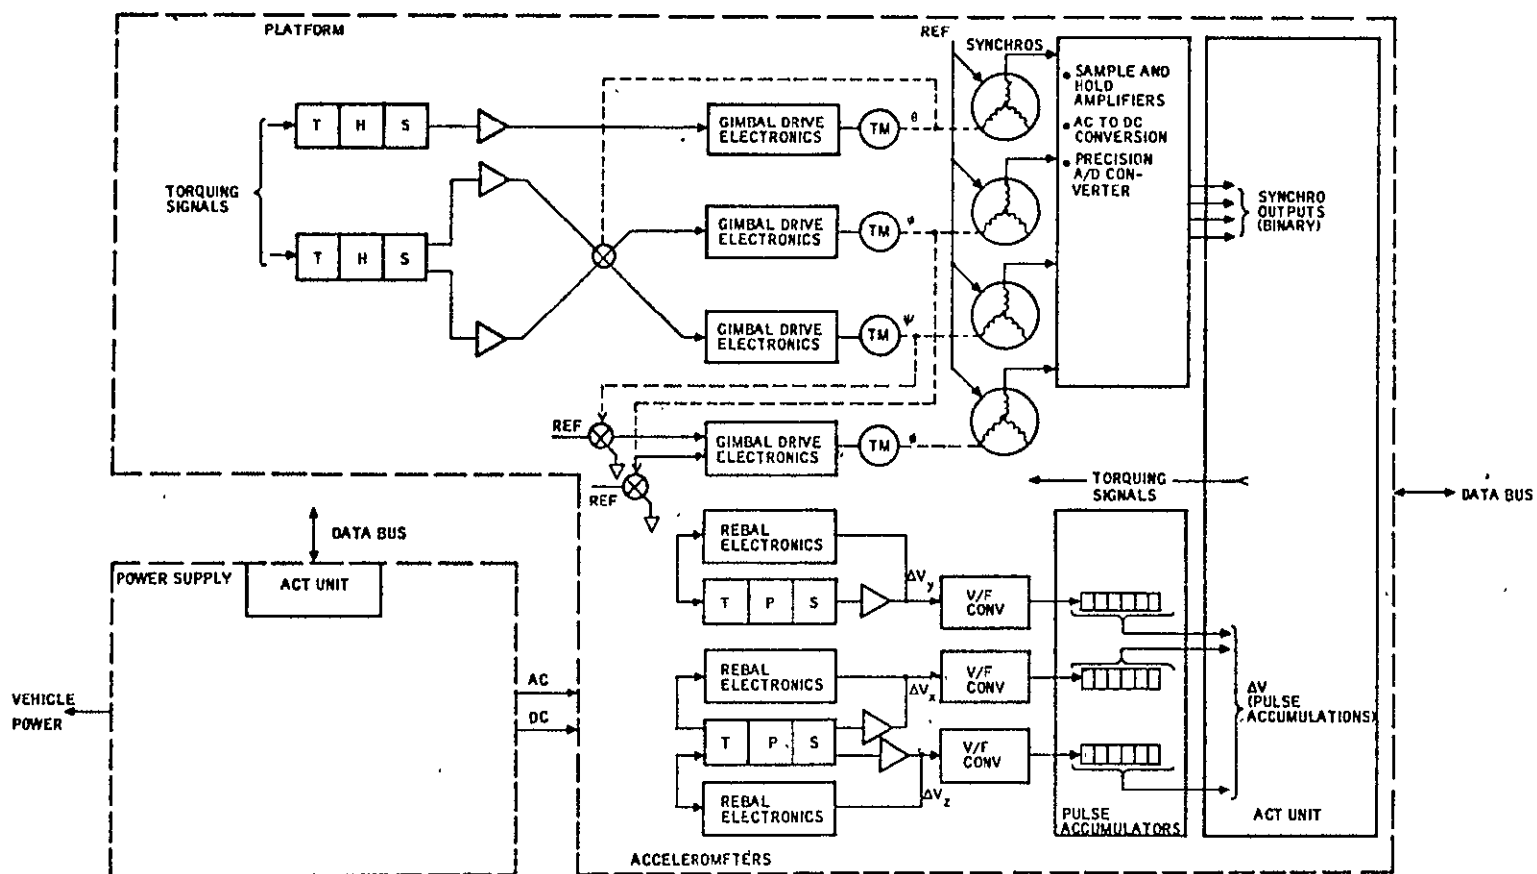 PLATFORM
REF
SYNCHROS
T H S
T H S
TORQUING
SIGNALS
GIMBAL DRIVE
ELECTRONICS
TM
θ
GIMBAL DRIVE
ELECTRONICS
TM
GIMBAL DRIVE
ELECTRONICS
TM
Ψ
REF
REF
GIMBAL DRIVE
ELECTRONICS
TM
• SAMPLE AND
HOLD
AMPLIFIERS
• AC TO DC
CONVERSION
• PRECISION
A/D CON-
VERTER
SYNCHRO
OUTPUTS
(BINARY)
TORQUING
SIGNALS
DATA BUS
DATA BUS
POWER SUPPLY
ACT UNIT
VEHICLE
POWER
AC
DC
REBAL
ELECTRONICS
T P S
ΔVy
V/F
CONV
REBAL
ELECTRONICS
ΔVx
V/F
CONV
T P S
V/F
CONV
REBAL
ELECTRONICS
ΔVz
ΔV
(PULSE
ACCUMULATIONS)
PULSE
ACCUMULATORS
ACT UNIT
ACCELEROMETERS